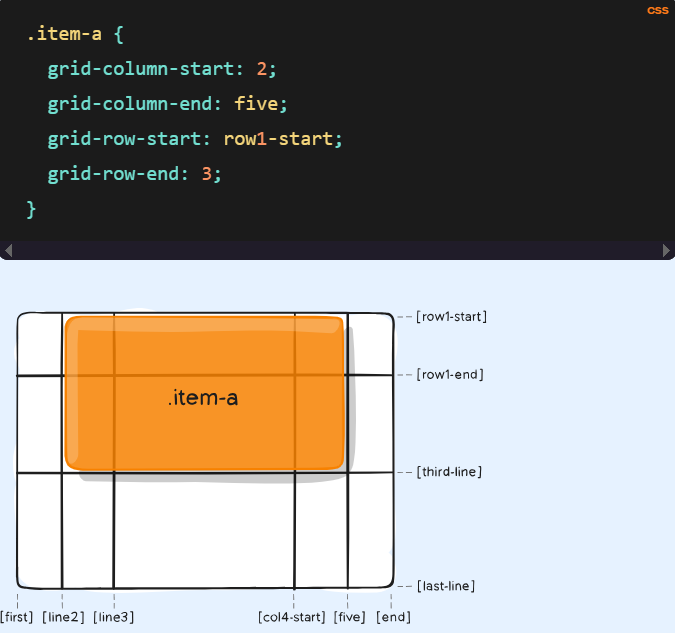 CSS
.item-a {
  grid-column-start: 2;
  grid-column-end: five;
  grid-row-start: row1-start;
  grid-row-end: 3;
}
[row1-start]
[row1-end]
.item-a
[third-line]
[last-line]
[first] [line2] [line3] [col4-start] [five] [end]